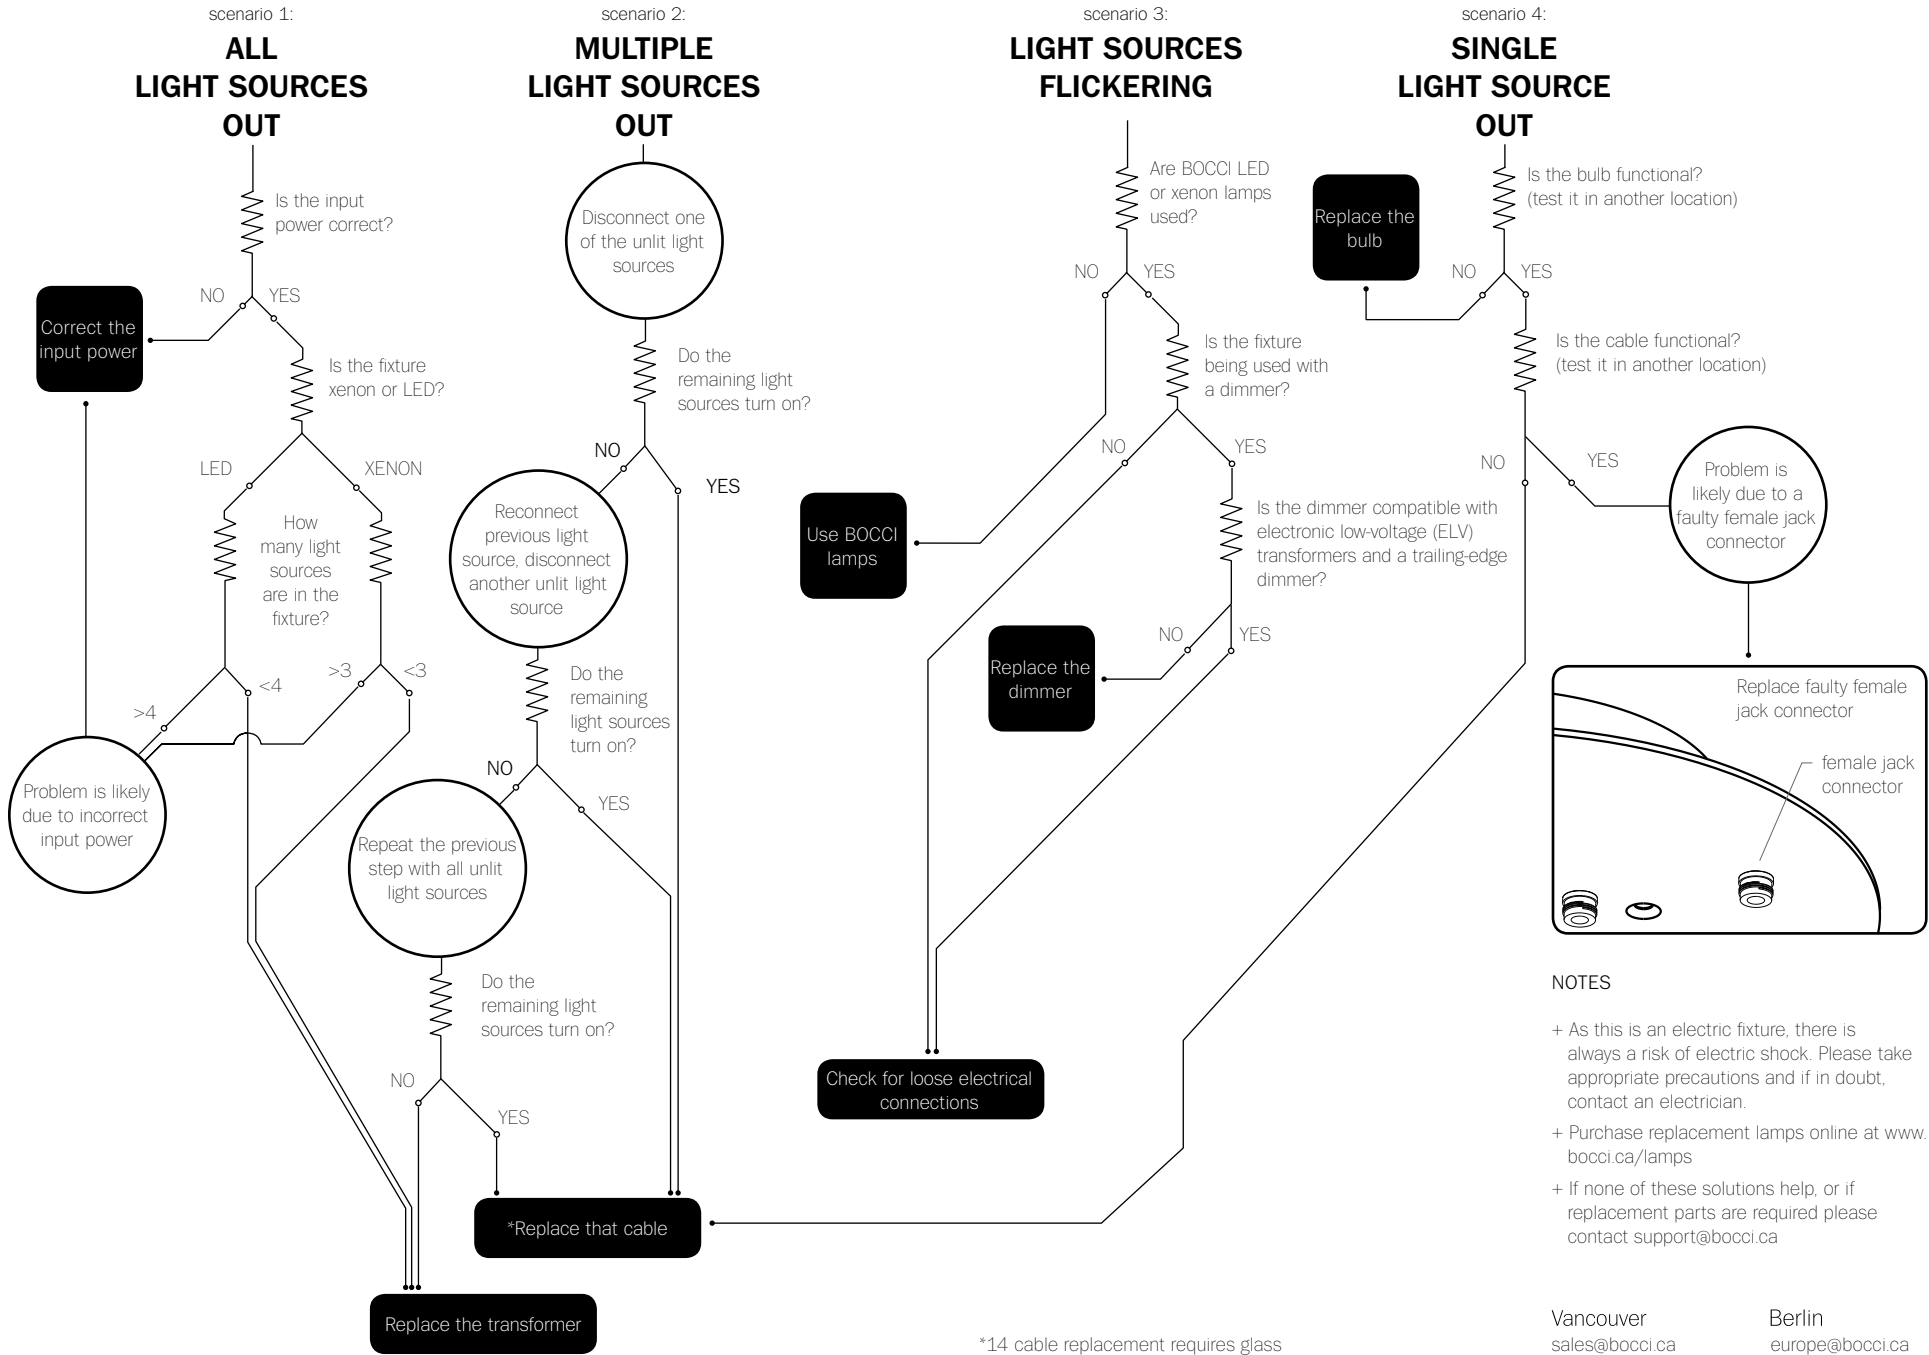 scenario 1:
ALL
LIGHT SOURCES
OUT
Is the input
power correct?
NO
YES
Correct the
input power
Is the fixture
xenon or LED?
LED
XENON
How
many light
sources
are in the
fixture?
>4
<4
>3
<3
Problem is likely
due to incorrect
input power
scenario 2:
MULTIPLE
LIGHT SOURCES
OUT
Disconnect one
of the unlit light
sources
Do the
remaining light
sources turn on?
NO
YES
Reconnect
previous light
source, disconnect
another unlit light
source
Do the
remaining
light sources
turn on?
NO
YES
Repeat the previous
step with all unlit
light sources
Do the
remaining light
sources turn on?
NO
YES
*Replace that cable
Replace the transformer
scenario 3:
LIGHT SOURCES
FLICKERING
Are BOCCI LED
or xenon lamps
used?
NO
YES
Is the fixture
being used with
a dimmer?
NO
YES
Use BOCCI
lamps
Is the dimmer compatible with
electronic low-voltage (ELV)
transformers and a trailing-edge
dimmer?
NO
YES
Replace the
dimmer
Check for loose electrical
connections
scenario 4:
SINGLE
LIGHT SOURCE
OUT
Is the bulb functional?
(test it in another location)
Replace the
bulb
NO
YES
Is the cable functional?
(test it in another location)
NO
YES
Problem is
likely due to a
faulty female jack
connector
Replace faulty female
jack connector
female jack
connector
NOTES
+ As this is an electric fixture, there is
always a risk of electric shock. Please take
appropriate precautions and if in doubt,
contact an electrician.
+ Purchase replacement lamps online at www.
bocci.ca/lamps
+ If none of these solutions help, or if
replacement parts are required please
contact support@bocci.ca
*14 cable replacement requires glass
Vancouver
sales@bocci.ca
Berlin
europe@bocci.ca